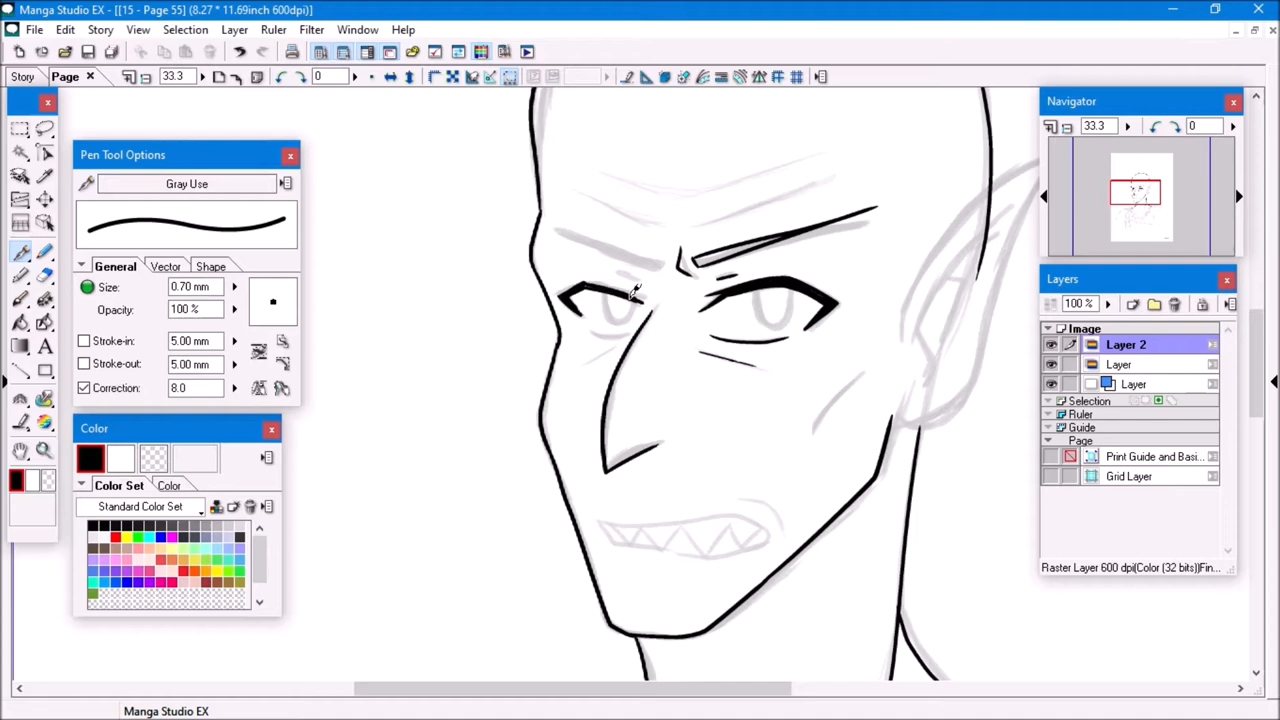 Manga Studio EX - [[15 - Page 55] (8.27 * 11.69inch 600dpi)]
File Edit Story View Selection Layer Ruler Filter Window Help
Story Page 33.3 0
Pen Tool Options
Gray Use
General Vector Shape
Size: 0.70 mm
Opacity: 100 %
Stroke-in: 5.00 mm
Stroke-out: 5.00 mm
Correction: 8.0
Color
Color Set Color
Standard Color Set
Navigator
33.3 0
Layers
100 %
Image
Layer 2
Layer
Layer
Selection
Ruler
Guide
Page
Print Guide and Basi...
Grid Layer
Raster Layer 600 dpi(Color (32 bits))Fin...
Manga Studio EX